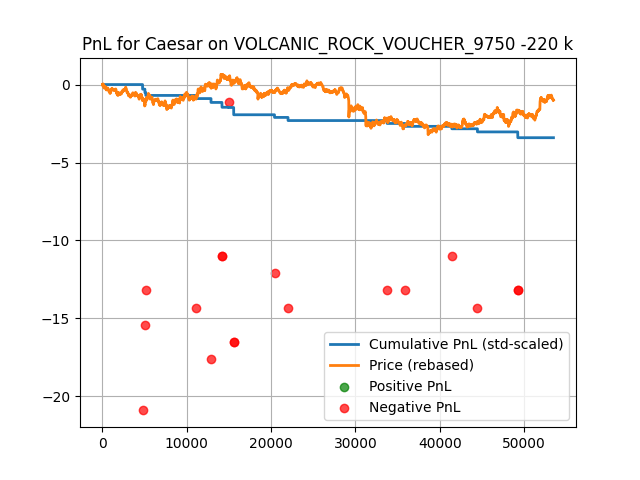 PnL for Caesar on VOLCANIC_ROCK_VOUCHER_9750 -220 k
0
−5
−10
−15
−20
Cumulative PnL (std-scaled)
Price (rebased)
Positive PnL
Negative PnL
0 10000 20000 30000 40000 50000